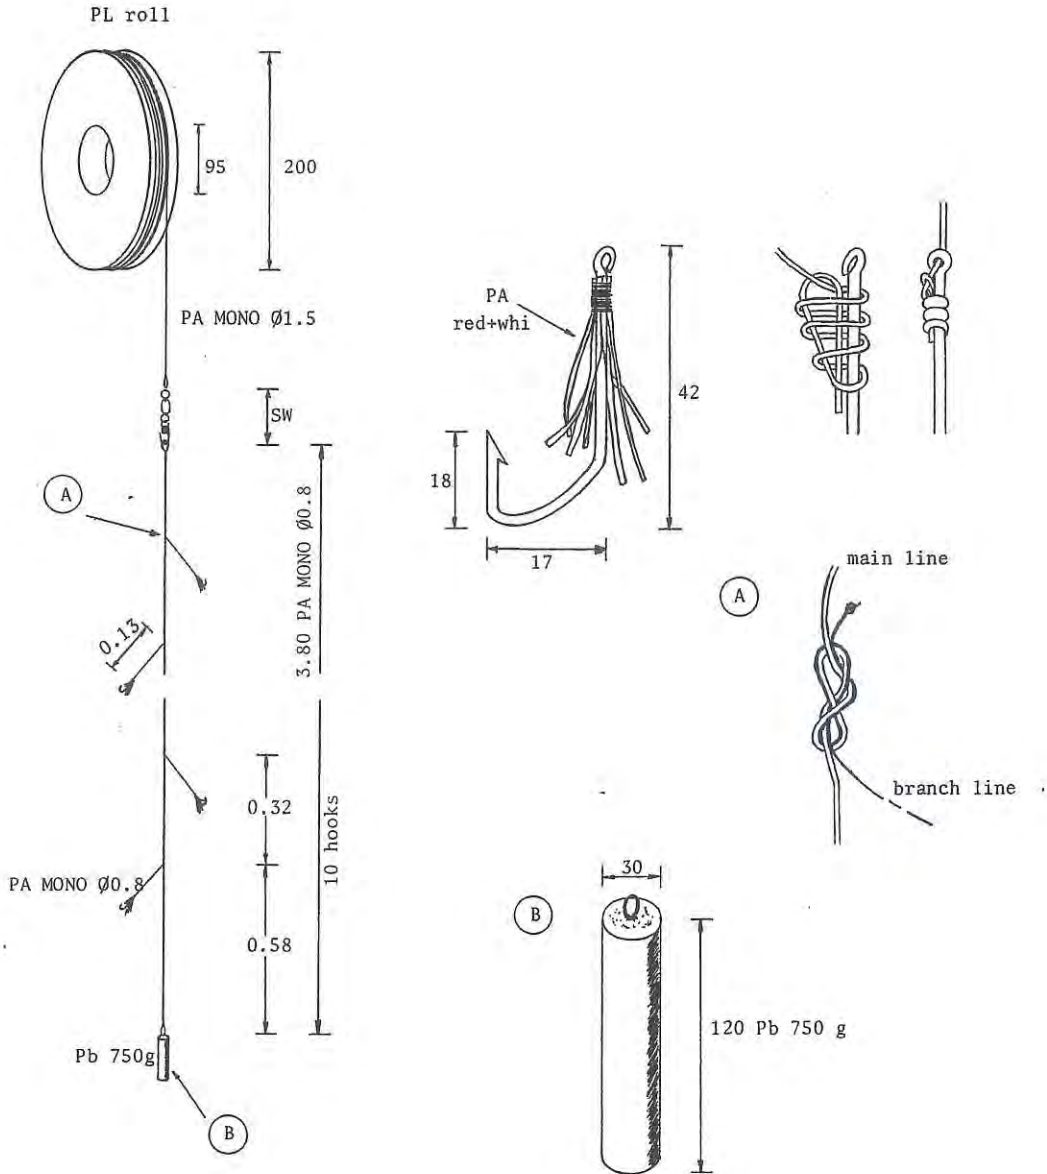 PL roll
95
200
PA MONO Ø1.5
SW
A
3.80 PA MONO Ø0.8
0.13
0.32
10 hooks
PA MONO Ø0.8
0.58
Pb 750g
B
PA
red+whi
42
18
17
A
main line
branch line
B
30
120 Pb 750 g